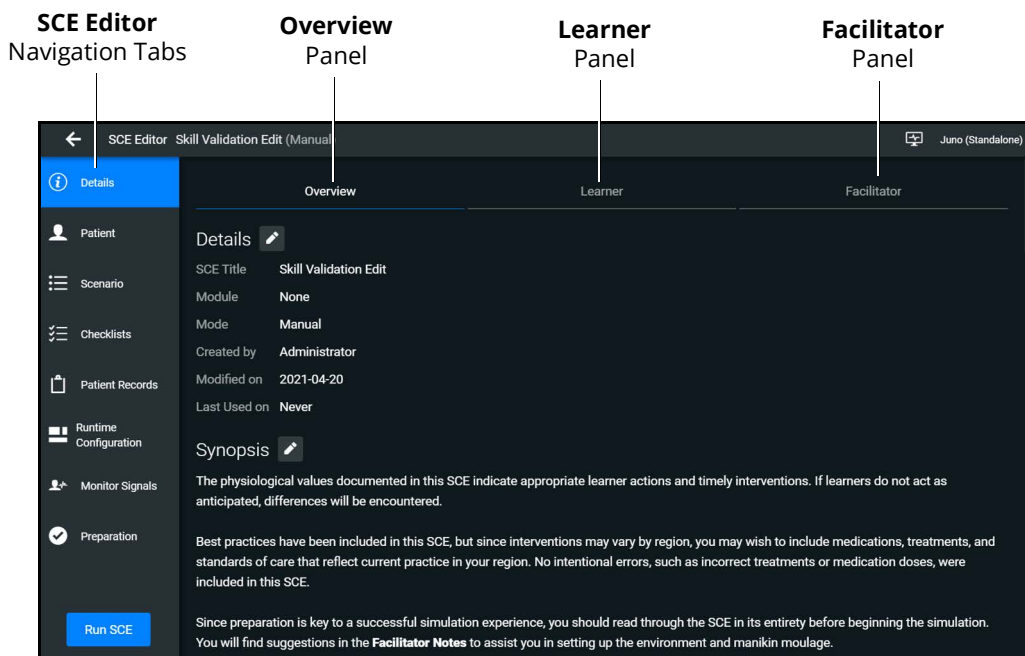 SCE Editor
Navigation Tabs
Overview
Panel
Learner
Panel
Facilitator
Panel
SCE Editor Skill Validation Edit (Manual)
Juno (Standalone)
Details
Patient
Scenario
Checklists
Patient Records
Runtime
Configuration
Monitor Signals
Preparation
Run SCE
Overview
Learner
Facilitator
Details
SCE Title Skill Validation Edit
Module None
Mode Manual
Created by Administrator
Modified on 2021-04-20
Last Used on Never
Synopsis
The physiological values documented in this SCE indicate appropriate learner actions and timely interventions. If learners do not act as
anticipated, differences will be encountered.
Best practices have been included in this SCE, but since interventions may vary by region, you may wish to include medications, treatments, and
standards of care that reflect current practice in your region. No intentional errors, such as incorrect treatments or medication doses, were
included in this SCE.
Since preparation is key to a successful simulation experience, you should read through the SCE in its entirety before beginning the simulation.
You will find suggestions in the Facilitator Notes to assist you in setting up the environment and manikin moulage.